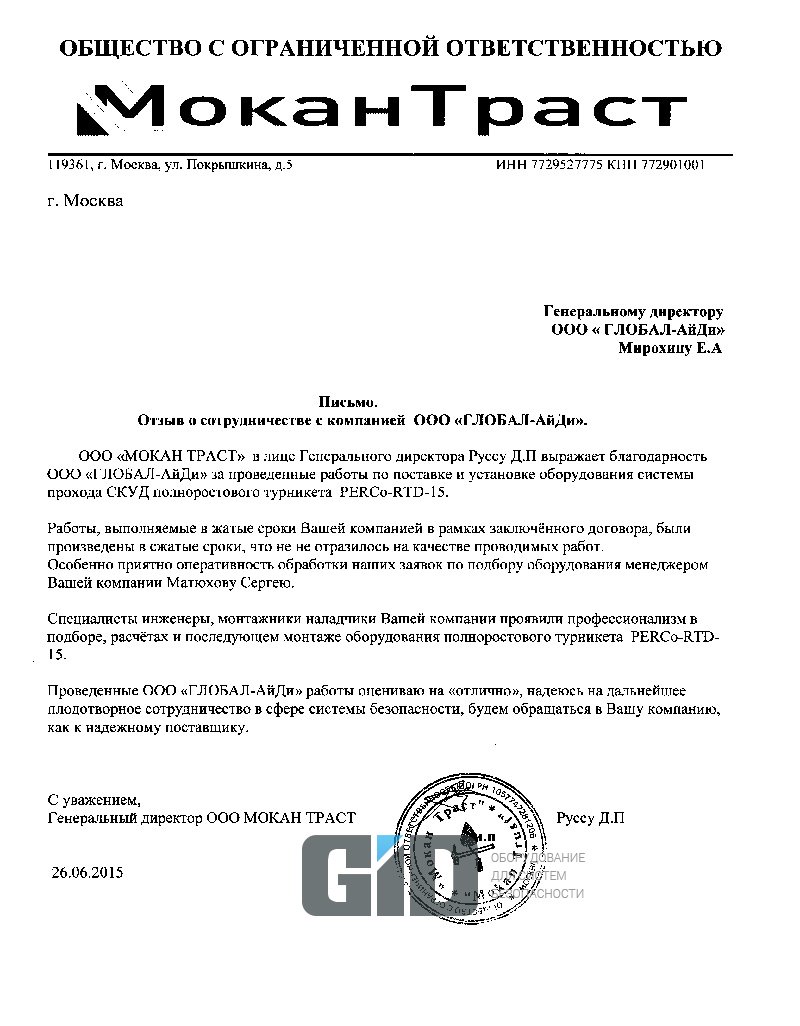 ОБЩЕСТВО С ОГРАНИЧЕННОЙ ОТВЕТСТВЕННОСТЬЮ
МоканТраст
119361, г. Москва, ул. Покрышкина, д.5 ИНН 7729527775 КПП 772901001
г. Москва
Генеральному директору
ООО « ГЛОБАЛ-АйДи»
Мирохину Е.А
Письмо.
Отзыв о сотрудничестве с компанией ООО «ГЛОБАЛ-АйДи».
ООО «МОКАН ТРАСТ» в лице Генерального директора Руссу Д.П выражает благодарность
ООО «ГЛОБАЛ-АйДи» за проведенные работы по поставке и установке оборудования системы
прохода СКУД полноростового турникета PERCo-RTD-15.
Работы, выполняемые в жатые сроки Вашей компанией в рамках заключённого договора, были
произведены в сжатые сроки, что не не отразилось на качестве проводимых работ.
Особенно приятно оперативность обработки наших заявок по подбору оборудования менеджером
Вашей компании Матюхову Сергею.
Специалисты инженеры, монтажники наладчики Вашей компании проявили профессионализм в
подборе, расчётах и последующем монтаже оборудования полноростового турникета PERCo-RTD-
15.
Проведенные ООО «ГЛОБАЛ-АйДи» работы оцениваю на «отлично», надеюсь на дальнейшее
плодотворное сотрудничество в сфере системы безопасности, будем обращаться в Вашу компанию,
как к надежному поставщику.
С уважением,
Генеральный директор ООО МОКАН ТРАСТ Руссу Д.П
"Мокан Траст"
М.П
26.06.2015
GID
ОБОРУДОВАНИЕ
ДЛЯ СИСТЕМ
БЕЗОПАСНОСТИ